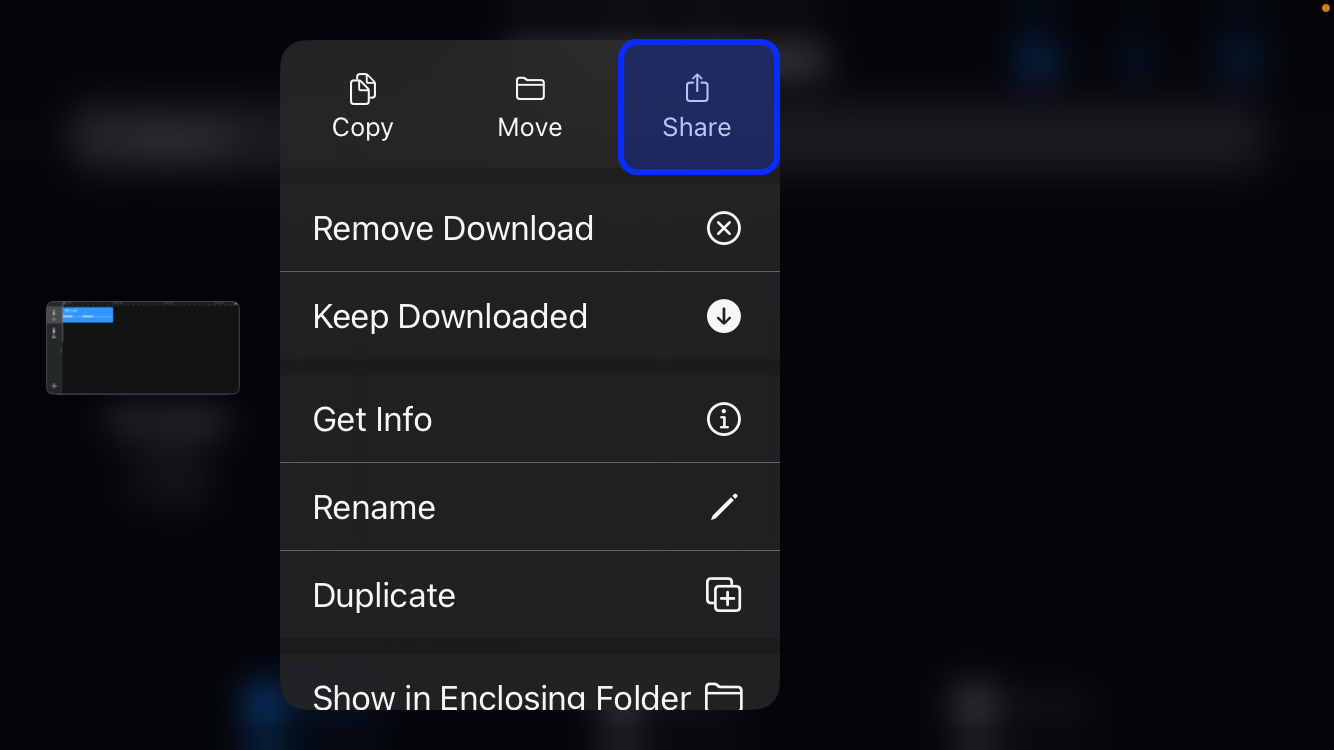 Copy Move Share
Remove Download
Keep Downloaded
Get Info
Rename
Duplicate
Show in Enclosing Folder